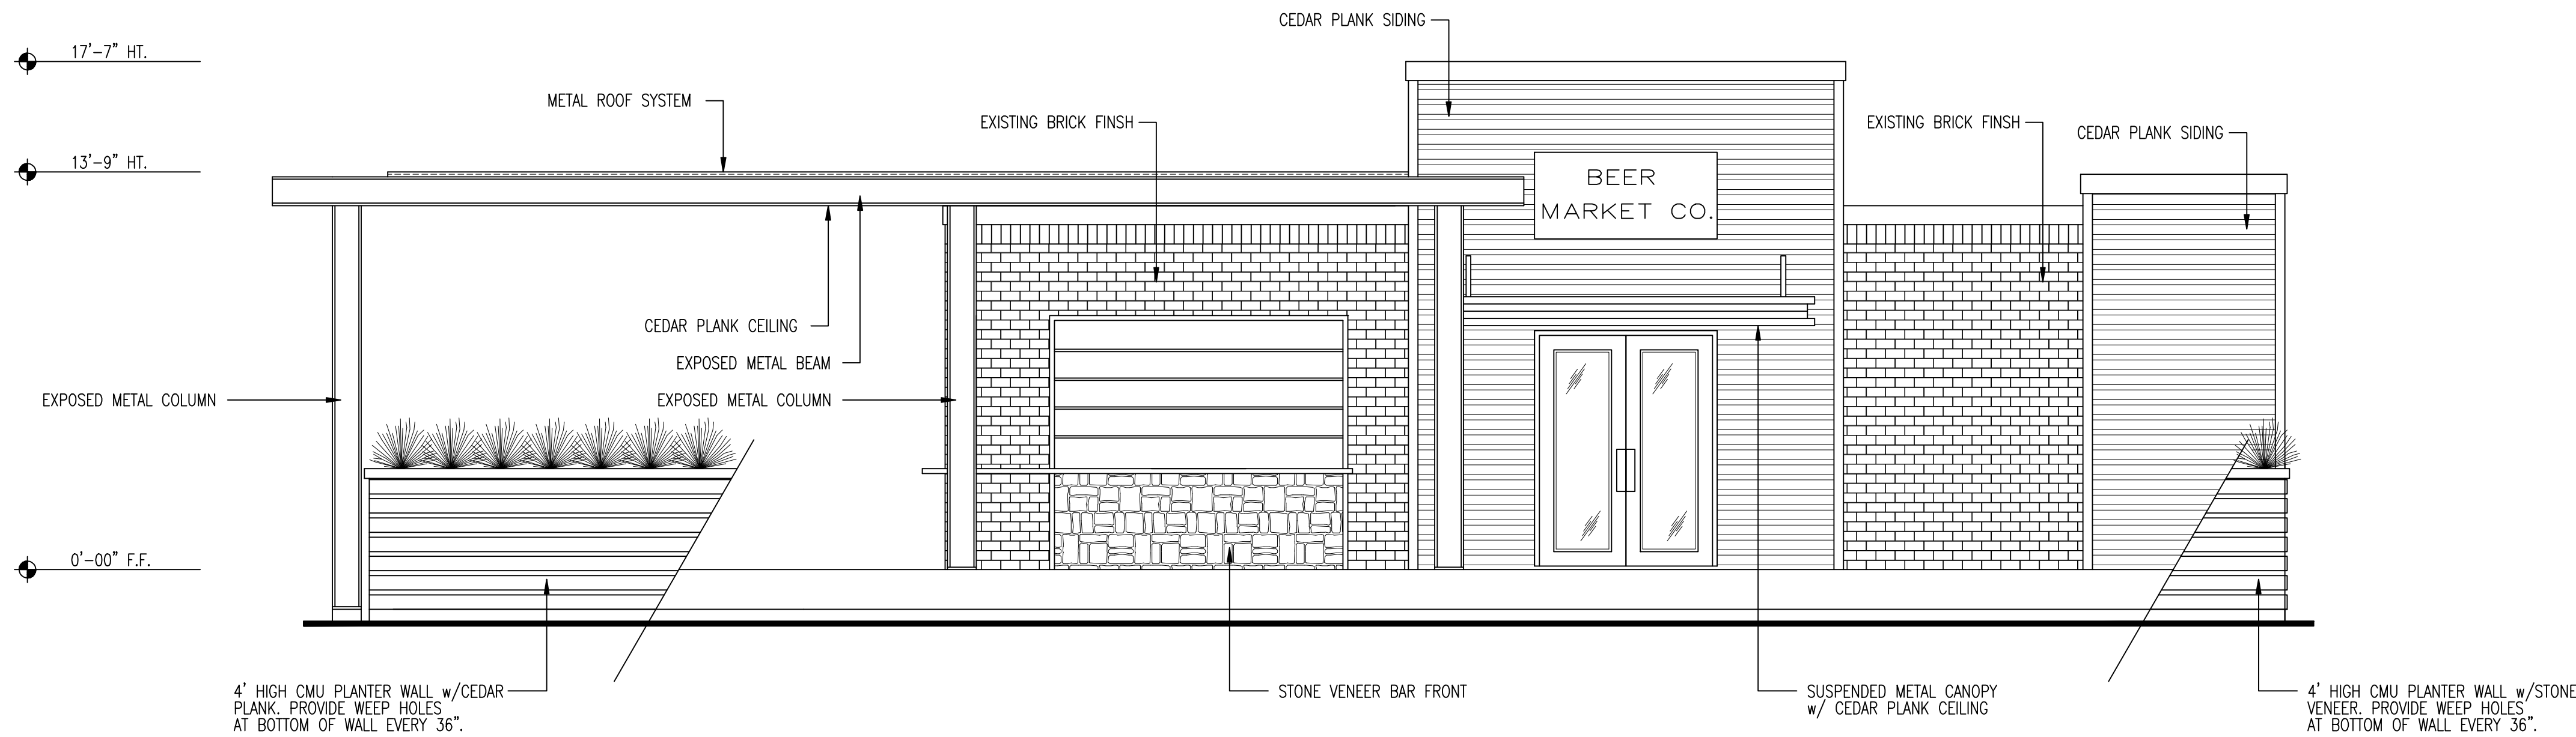 CEDAR PLANK SIDING
17'-7" HT.
METAL ROOF SYSTEM
EXISTING BRICK FINSH
EXISTING BRICK FINSH
CEDAR PLANK SIDING
13'-9" HT.
BEER
MARKET CO.
CEDAR PLANK CEILING
EXPOSED METAL BEAM
EXPOSED METAL COLUMN
EXPOSED METAL COLUMN
0'-00" F.F.
4' HIGH CMU PLANTER WALL w/CEDAR
PLANK. PROVIDE WEEP HOLES
AT BOTTOM OF WALL EVERY 36".
STONE VENEER BAR FRONT
SUSPENDED METAL CANOPY
w/ CEDAR PLANK CEILING
4' HIGH CMU PLANTER WALL w/STONE
VENEER. PROVIDE WEEP HOLES
AT BOTTOM OF WALL EVERY 36".